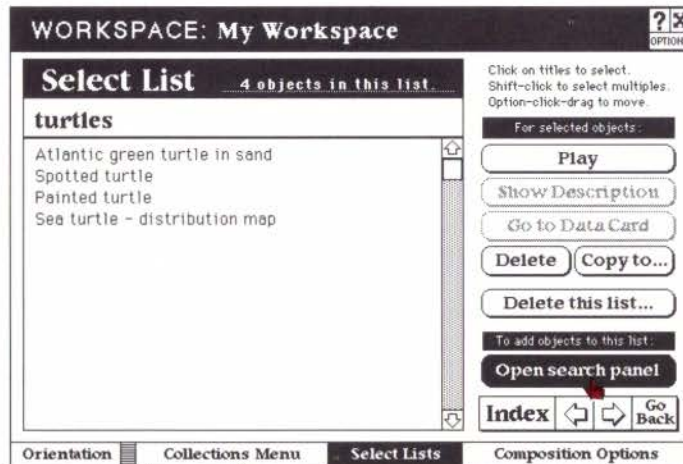 WORKSPACE: My Workspace
?
OPTION
Select List 4 objects in this list.
turtles
Atlantic green turtle in sand
Spotted turtle
Painted turtle
Sea turtle - distribution map
Click on titles to select.
Shift-click to select multiples.
Option-click-drag to move.
For selected objects:
Play
Show Description
Go to Data Card
Delete
Copy to...
Delete this list...
To add objects to this list:
Open search panel
Index
Go
Back
Orientation
Collections Menu
Select Lists
Composition Options